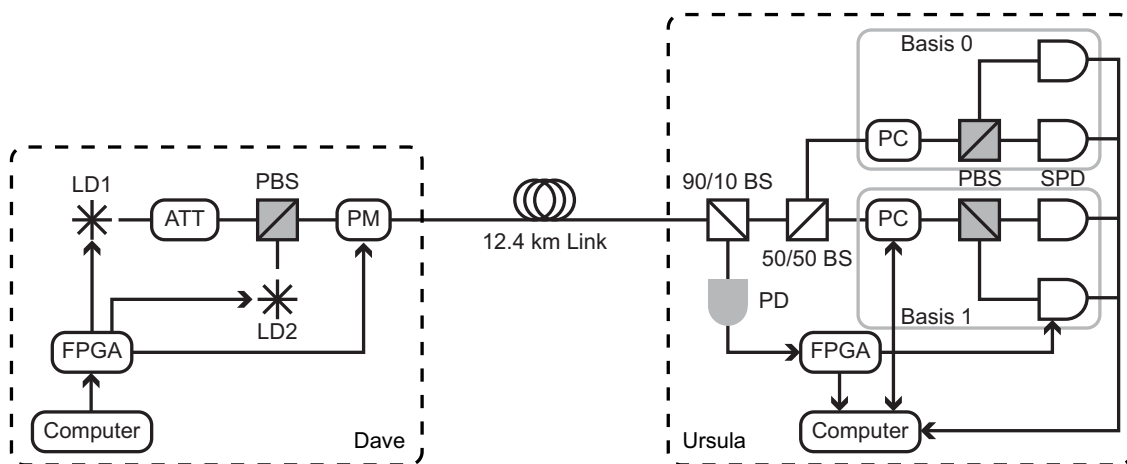 LD1
PBS
ATT
PM
LD2
FPGA
Computer
Dave
12.4 km Link
90/10 BS
50/50 BS
PD
FPGA
Computer
Ursula
Basis 0
PC
PBS
SPD
PC
Basis 1